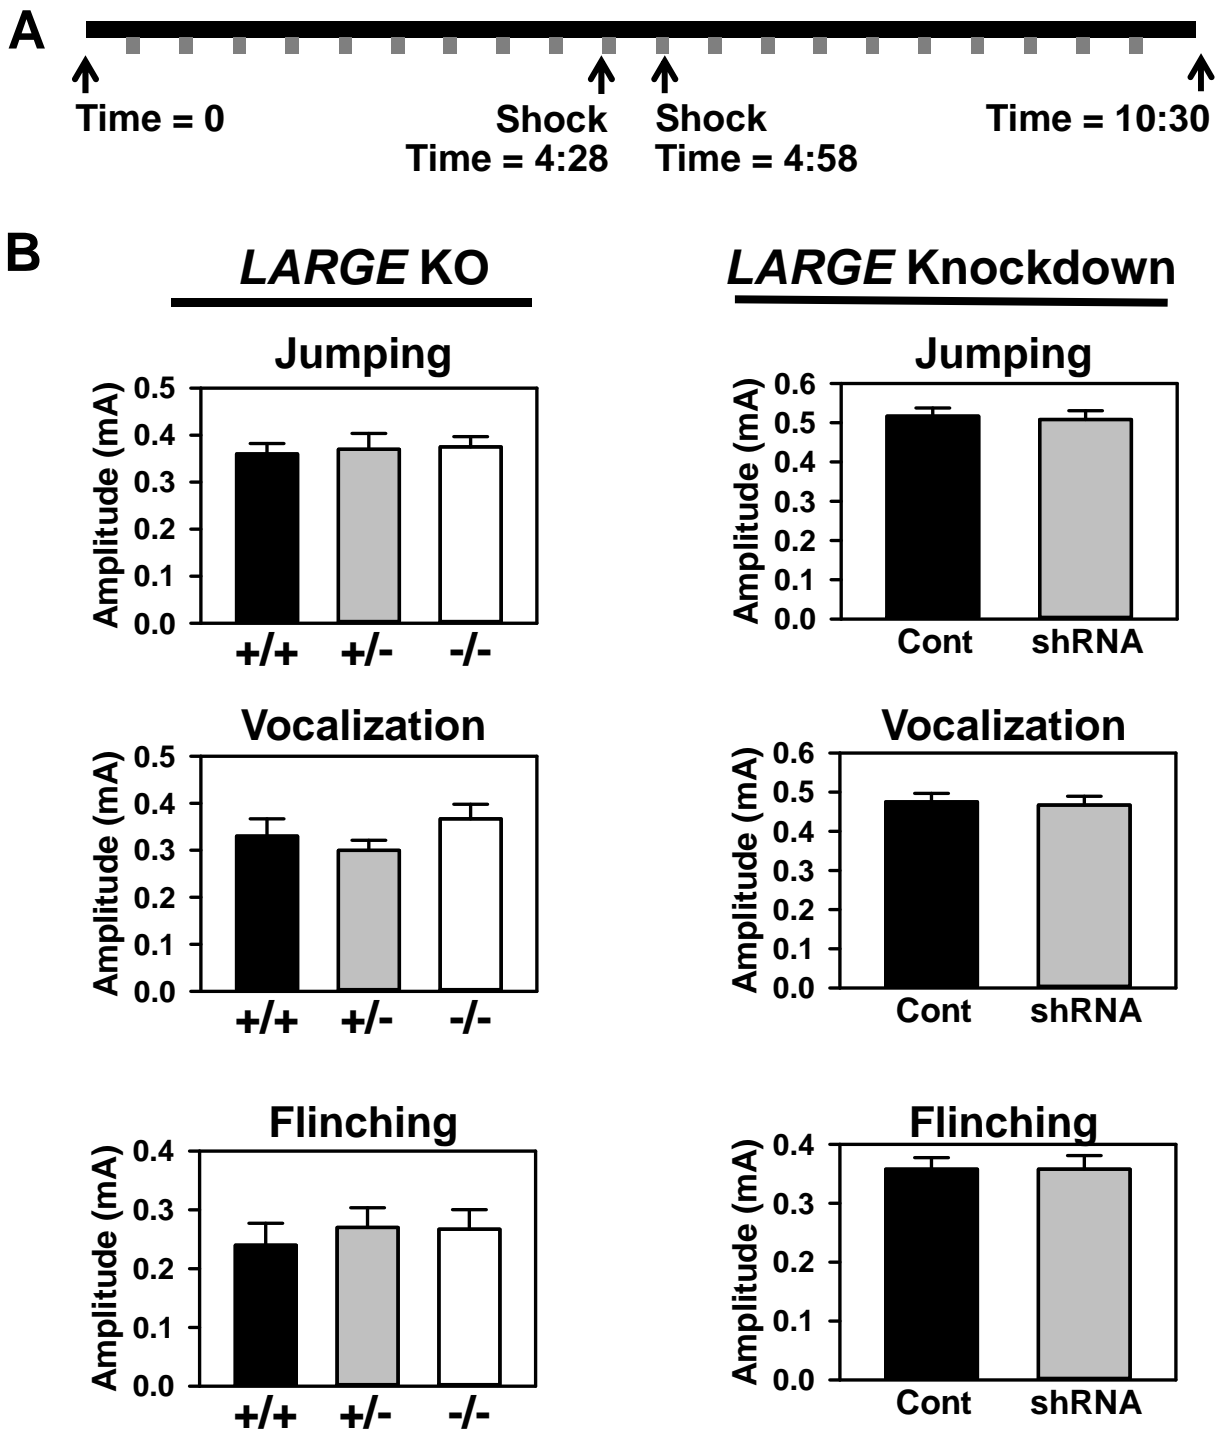 A
Time = 0
Shock
Time = 4:28
Shock
Time = 4:58
Time = 10:30
B
LARGE KO
LARGE Knockdown
Jumping
Amplitude (mA)
0.5
0.4
0.3
0.2
0.1
0.0
+/+ +/- -/-
Jumping
Amplitude (mA)
0.6
0.5
0.4
0.3
0.2
0.1
0.0
Cont shRNA
Vocalization
Amplitude (mA)
0.5
0.4
0.3
0.2
0.1
0.0
+/+ +/- -/-
Vocalization
Amplitude (mA)
0.6
0.5
0.4
0.3
0.2
0.1
0.0
Cont shRNA
Flinching
Amplitude (mA)
0.4
0.3
0.2
0.1
0.0
+/+ +/- -/-
Flinching
Amplitude (mA)
0.4
0.3
0.2
0.1
0.0
Cont shRNA